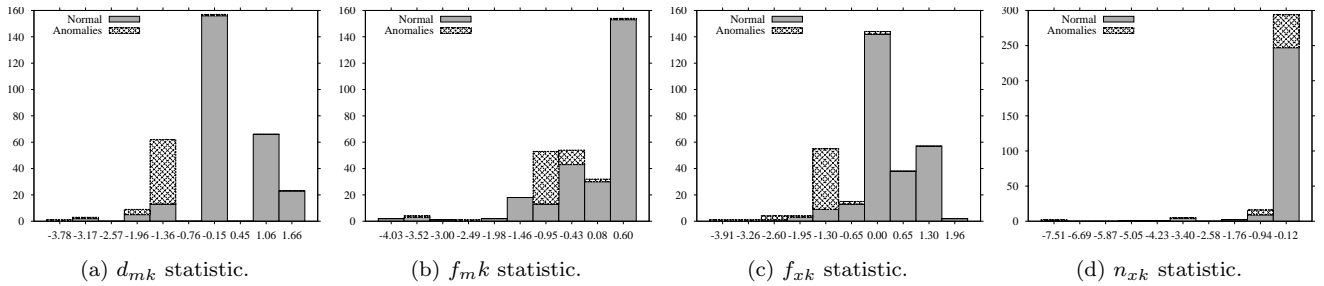 160
140
120
100
80
60
40
20
0
Normal
Anomalies
-3.78 -3.17 -2.57 -1.96 -1.36 -0.76 -0.15 0.45 1.06 1.66
(a) d_{mk} statistic.
160
140
120
100
80
60
40
20
0
Normal
Anomalies
-4.03 -3.52 -3.00 -2.49 -1.98 -1.46 -0.95 -0.43 0.08 0.60
(b) f_mk statistic.
160
140
120
100
80
60
40
20
0
Normal
Anomalies
-3.91 -3.26 -2.60 -1.95 -1.30 -0.65 0.00 0.65 1.30 1.96
(c) f_{xk} statistic.
300
250
200
150
100
50
0
Normal
Anomalies
-7.51 -6.69 -5.87 -5.05 -4.23 -3.40 -2.58 -1.76 -0.94 -0.12
(d) n_{xk} statistic.